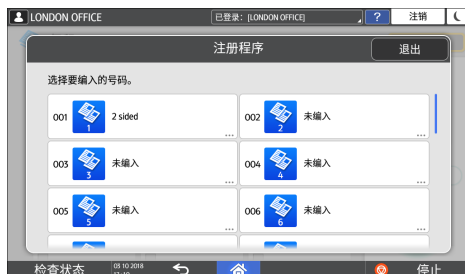 LONDON OFFICE 已登录：[LONDON OFFICE] ? 注销
注册程序 退出
选择要编入的号码。
001 1 2 sided 002 2 未编入
003 3 未编入 004 4 未编入
005 5 未编入 006 6 未编入
检查状态 03 10 2018 停止